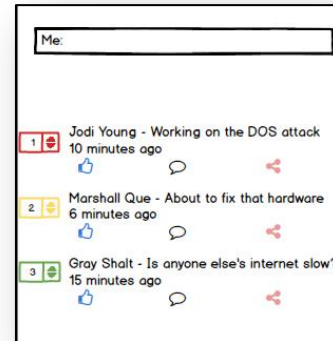 Me:
1
Jodi Young - Working on the DOS attack
10 minutes ago
2
Marshall Que - About to fix that hardware
6 minutes ago
3
Gray Shalt - Is anyone else's internet slow?
15 minutes ago